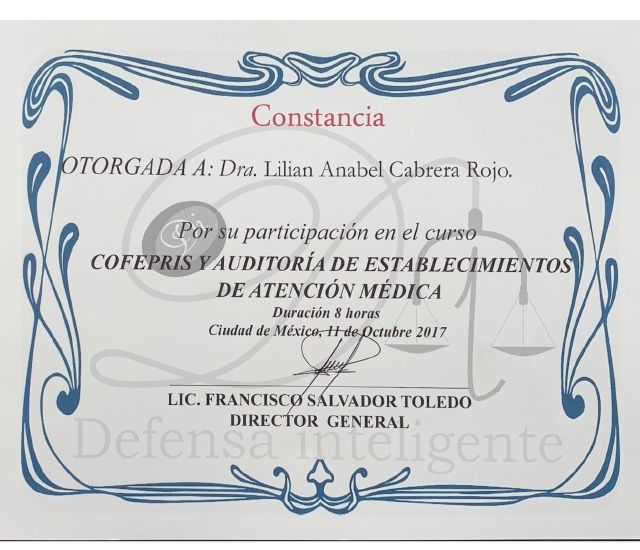 Constancia
OTORGADA A: Dra. Lilian Anabel Cabrera Rojo.
Por su participación en el curso
COFEPRIS Y AUDITORÍA DE ESTABLECIMIENTOS
DE ATENCIÓN MÉDICA
Duración 8 horas
Ciudad de México, 11 de Octubre 2017
LIC. FRANCISCO SALVADOR TOLEDO
DIRECTOR GENERAL
Defensa inteligente